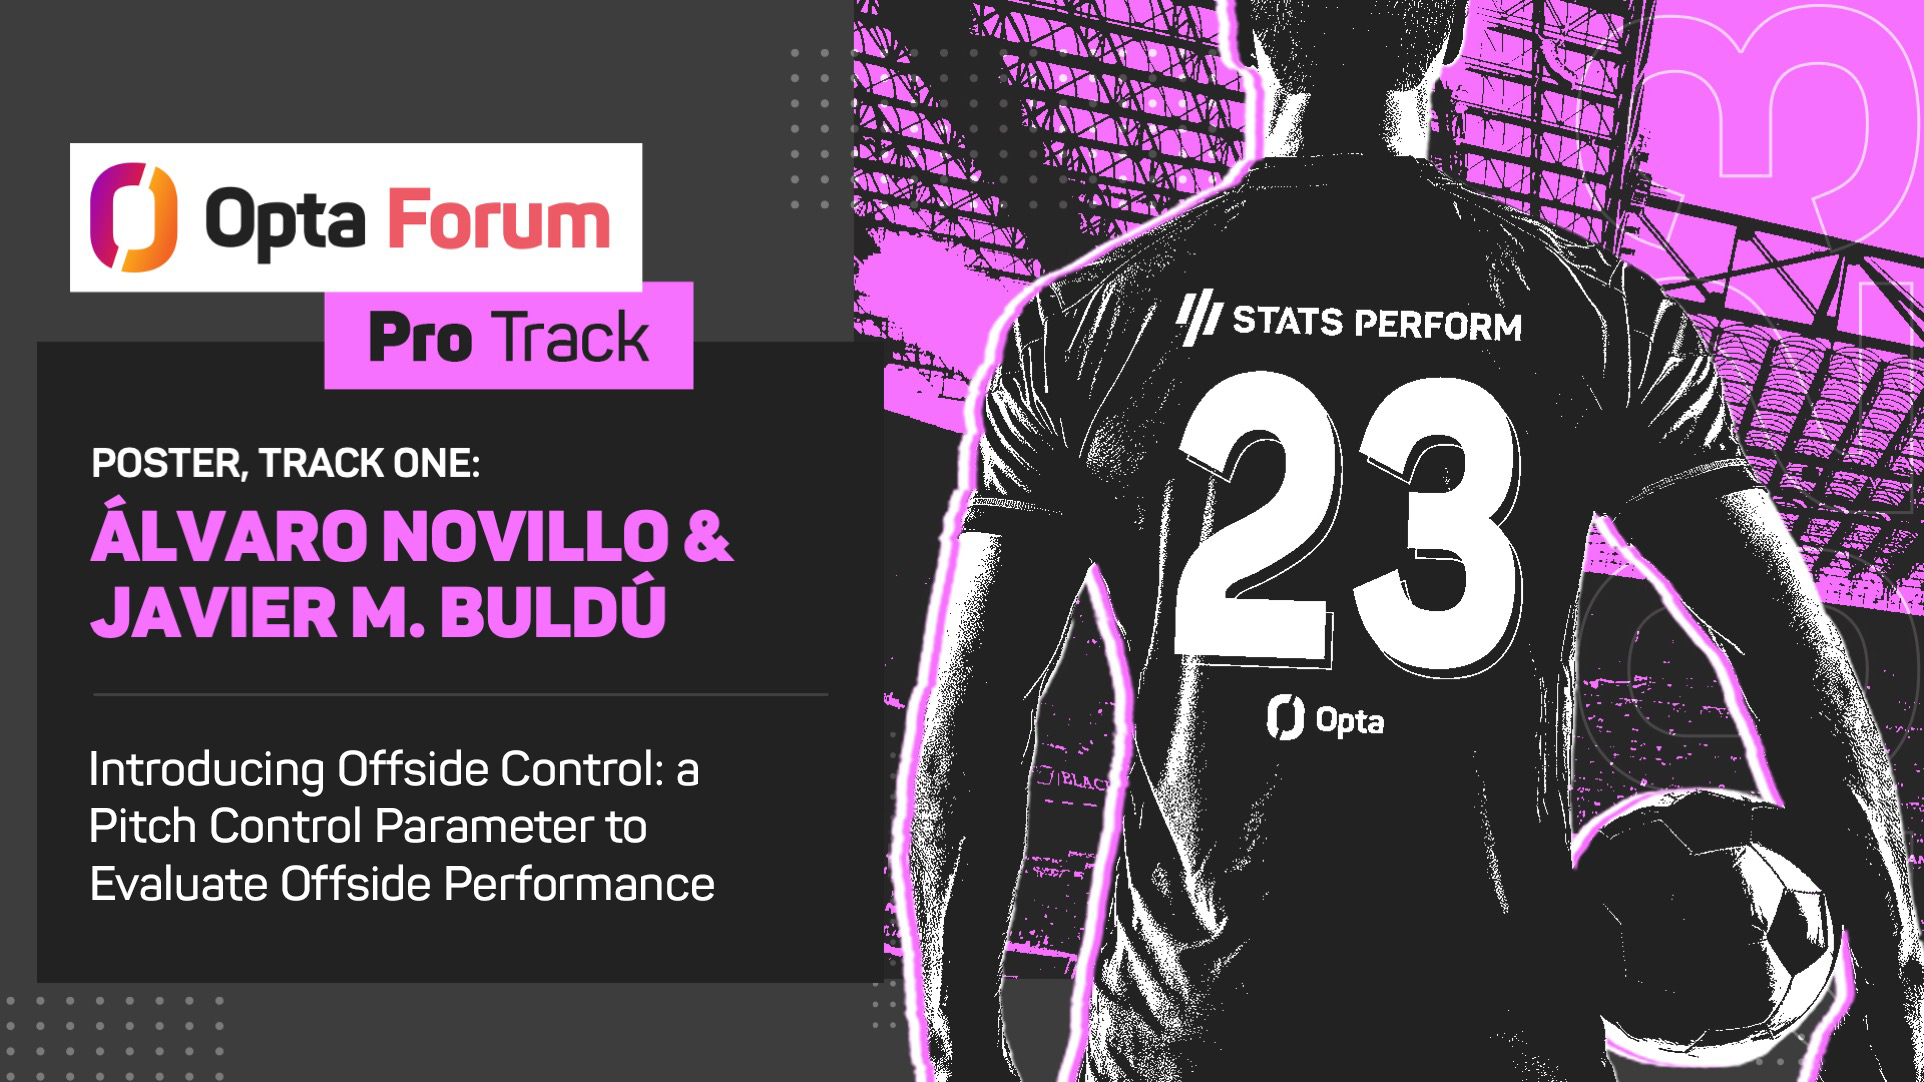 Opta Forum
Pro Track
POSTER, TRACK ONE:
ÁLVARO NOVILLO &
JAVIER M. BULDÚ
Introducing Offside Control: a
Pitch Control Parameter to
Evaluate Offside Performance
STATS PERFORM
23
Opta